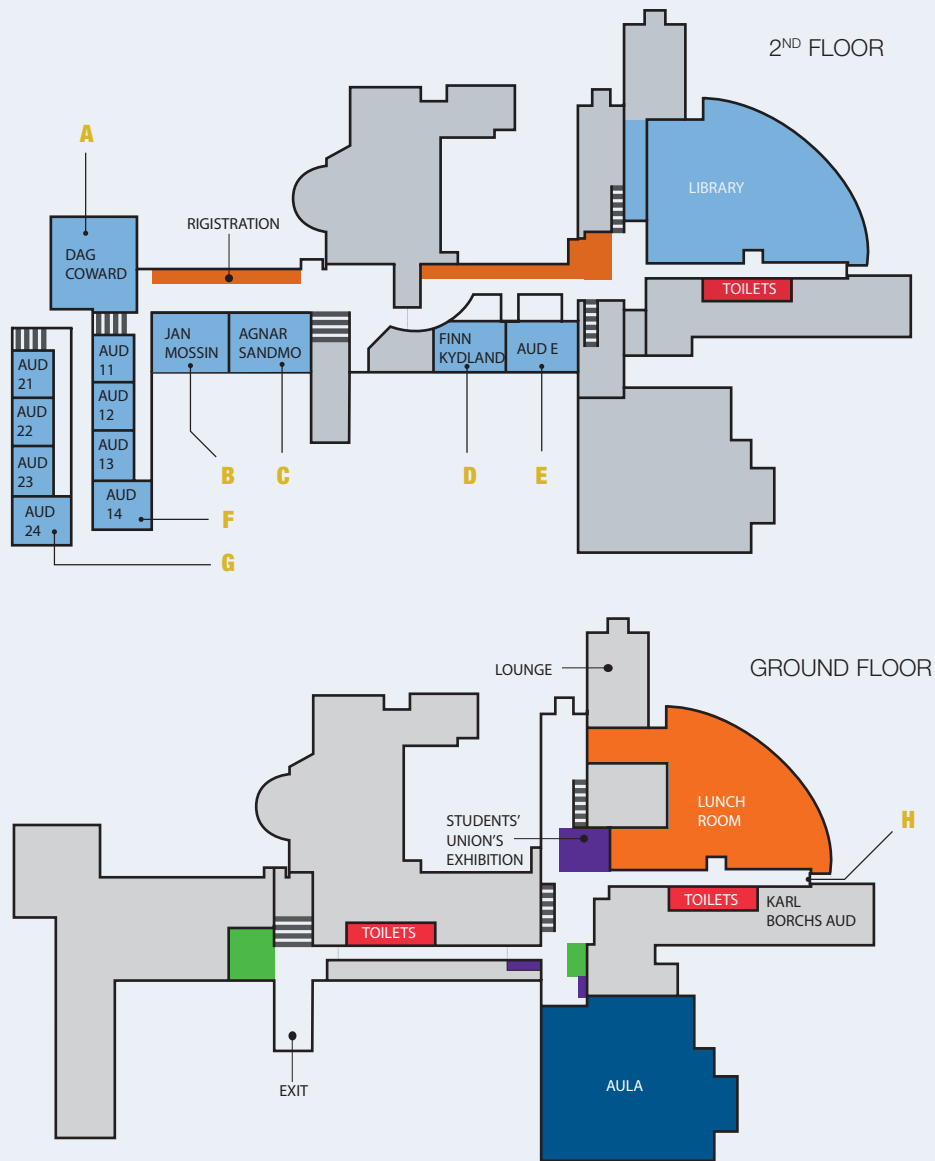 2ND FLOOR
A
LIBRARY
RIGISTRATION
DAG
COWARD
TOILETS
JAN
MOSSIN
AGNAR
SANDMO
FINN
KYDLAND
AUD E
AUD
21
AUD
22
AUD
23
AUD
24
AUD
11
AUD
12
AUD
13
AUD
14
B
C
D
E
F
G
GROUND FLOOR
LOUNGE
LUNCH
ROOM
H
STUDENTS'
UNION'S
EXHIBITION
TOILETS
KARL
BORCHS AUD
TOILETS
EXIT
AULA